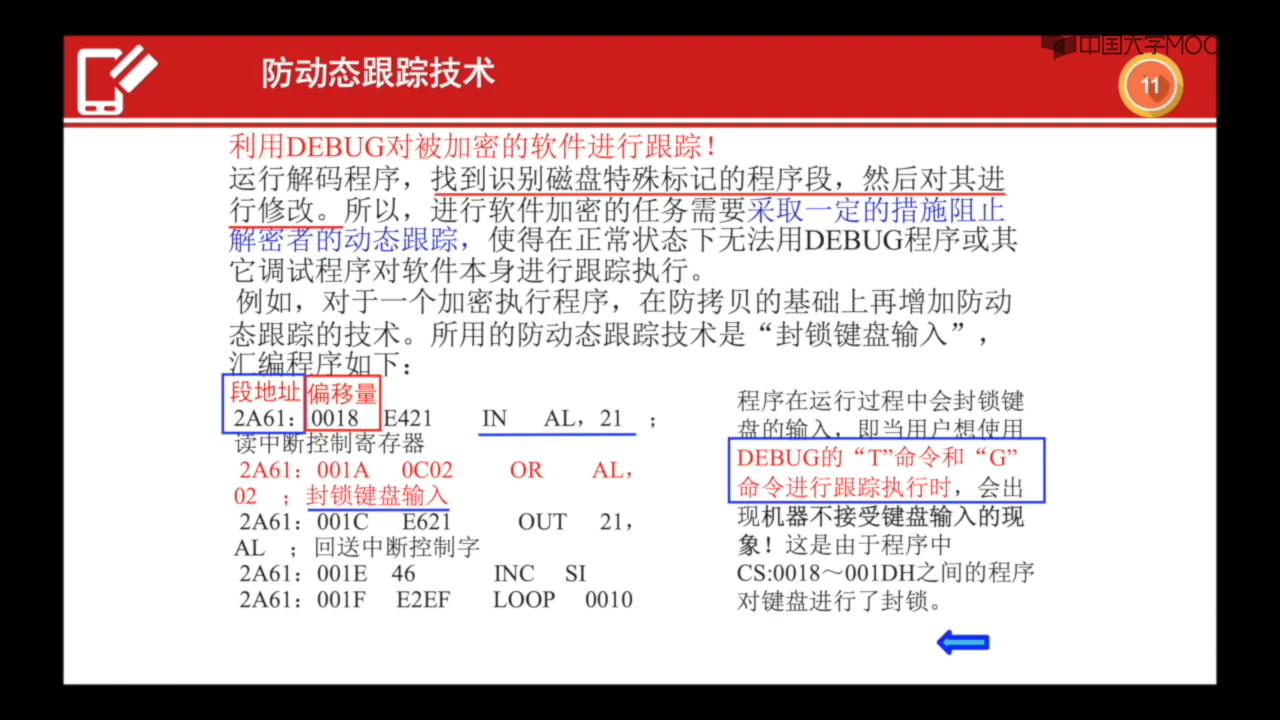 中国大学MOO
防动态跟踪技术
11
利用DEBUG对被加密的软件进行跟踪！
运行解码程序，找到识别磁盘特殊标记的程序段，然后对其进
行修改。所以，进行软件加密的任务需要采取一定的措施阻止
解密者的动态跟踪，使得在正常状态下无法用DEBUG程序或其
它调试程序对软件本身进行跟踪执行。
例如，对于一个加密执行程序，在防拷贝的基础上再增加防动
态跟踪的技术。所用的防动态跟踪技术是“封锁键盘输入”，
汇编程序如下：
段地址 偏移量
2A61：0018 E421 IN AL，21 ；
读中断控制寄存器
2A61：001A 0C02 OR AL，
02 ；封锁键盘输入
2A61：001C E621 OUT 21，
AL ；回送中断控制字
2A61：001E 46 INC SI
2A61：001F E2EF LOOP 0010
程序在运行过程中会封锁键
盘的输入，即当用户想使用
DEBUG的“T”命令和“G”
命令进行跟踪执行时，会出
现机器不接受键盘输入的现
象！这是由于程序中
CS:0018～001DH之间的程序
对键盘进行了封锁。